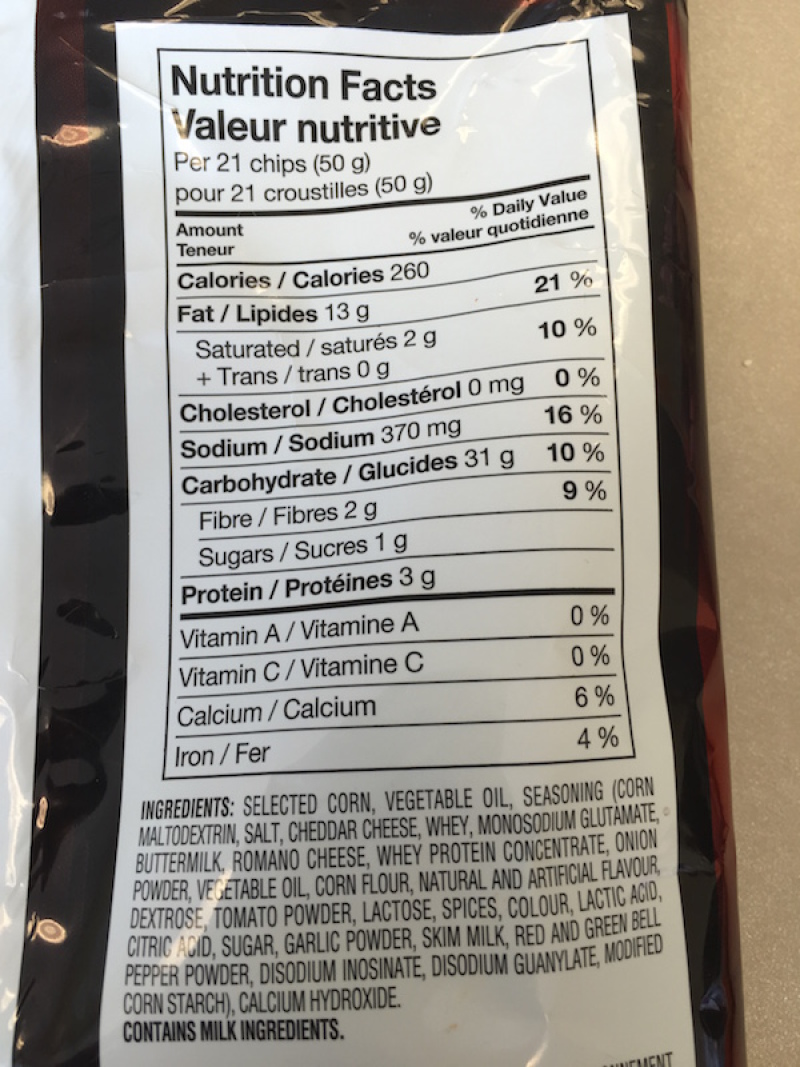 Nutrition Facts
Valeur nutritive
Per 21 chips (50 g)
pour 21 croustilles (50 g)
Amount % Daily Value
Teneur % valeur quotidienne
Calories / Calories 260
Fat / Lipides 13 g 21 %
Saturated / saturés 2 g 10 %
+ Trans / trans 0 g
Cholesterol / Cholestérol 0 mg 0 %
Sodium / Sodium 370 mg 16 %
Carbohydrate / Glucides 31 g 10 %
Fibre / Fibres 2 g 9 %
Sugars / Sucres 1 g
Protein / Protéines 3 g
Vitamin A / Vitamine A 0 %
Vitamin C / Vitamine C 0 %
Calcium / Calcium 6 %
Iron / Fer 4 %
INGREDIENTS: SELECTED CORN, VEGETABLE OIL, SEASONING (CORN
MALTODEXTRIN, SALT, CHEDDAR CHEESE, WHEY, MONOSODIUM GLUTAMATE,
BUTTERMILK, ROMANO CHEESE, WHEY PROTEIN CONCENTRATE, ONION
POWDER, VEGETABLE OIL, CORN FLOUR, NATURAL AND ARTIFICIAL FLAVOUR,
DEXTROSE, TOMATO POWDER, LACTOSE, SPICES, COLOUR, LACTIC ACID,
CITRIC ACID, SUGAR, GARLIC POWDER, SKIM MILK, RED AND GREEN BELL
PEPPER POWDER, DISODIUM INOSINATE, DISODIUM GUANYLATE, MODIFIED
CORN STARCH), CALCIUM HYDROXIDE.
CONTAINS MILK INGREDIENTS.